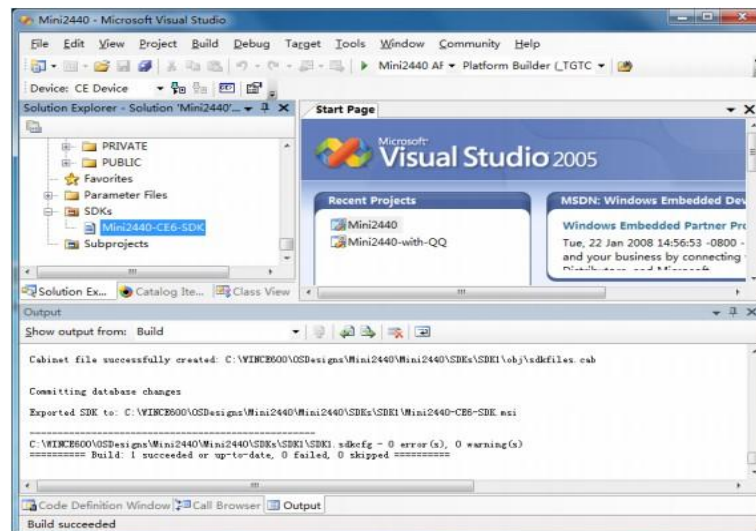 Mini2440 - Microsoft Visual Studio
File Edit View Project Build Debug Target Tools Window Community Help
Mini2440 AF Platform Builder (_TGTC
Device: CE Device
Solution Explorer - Solution 'Mini2440'...
PRIVATE
PUBLIC
Favorites
Parameter Files
SDKs
Mini2440-CE6-SDK
Subprojects
Solution Ex... Catalog Ite... Class View
Start Page
Microsoft
Visual Studio 2005
Recent Projects
Mini2440
Mini2440-with-QQ
MSDN: Windows Embedded Dev
Windows Embedded Partner Pro
Tue, 22 Jan 2008 14:56:53 -0800 -
and your business by connecting
Distributors, and Microsoft
Output
Show output from: Build
Cabinet file successfully created: C:\WINCE600\OSDesigns\Mini2440\Mini2440\SDKs\SDK1\obj\sdkfiles.cab
Committing database changes
Exported SDK to: C:\WINCE600\OSDesigns\Mini2440\Mini2440\SDKs\SDK1\Mini2440-CE6-SDK.msi
C:\WINCE600\OSDesigns\Mini2440\Mini2440\SDKs\SDK1\SDK1.sdkcfg - 0 error(s), 0 warning(s)
========== Build: 1 succeeded or up-to-date, 0 failed, 0 skipped ==========
Code Definition Window Call Browser Output
Build succeeded